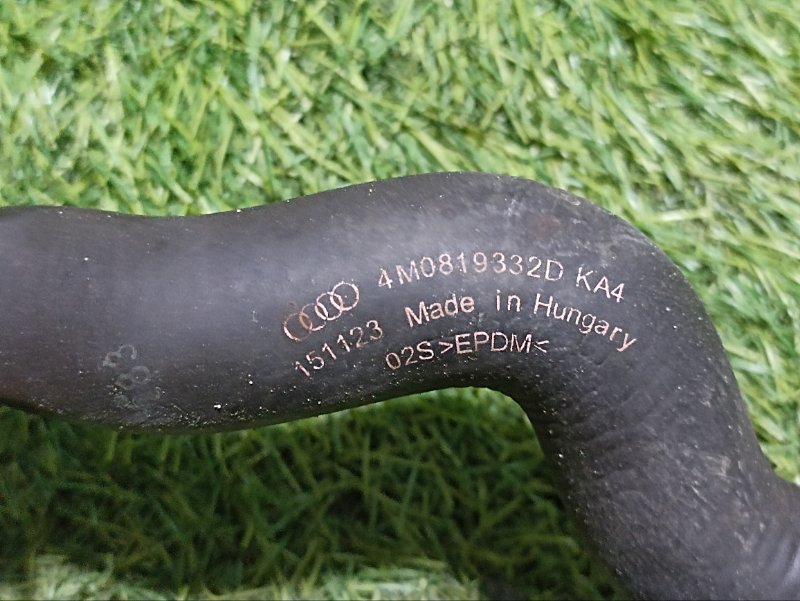 4M0819332D KA4
151123 Made in Hungary
02S >EPDM<